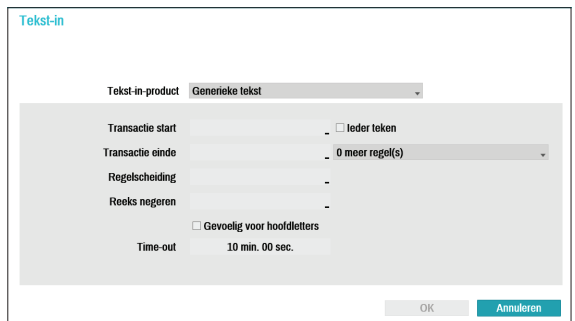 Tekst-in
Tekst-in-product Generieke tekst
Transactie start Ieder teken
Transactie einde 0 meer regel(s)
Regelscheiding
Reeks negeren
Gevoelig voor hoofdletters
Time-out 10 min. 00 sec.
OK Annuleren